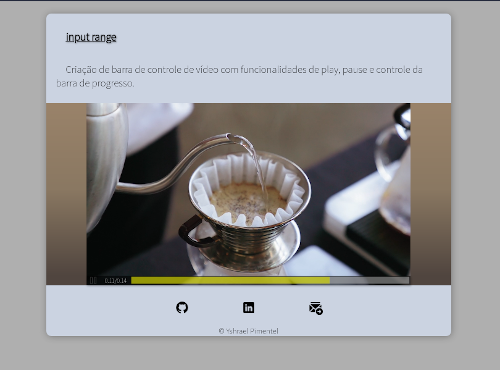 input range
Criação de barra de controle de vídeo com funcionalidades de play, pause e controle da
barra de progresso.
0:13/0:14
© Yshrael Pimentel